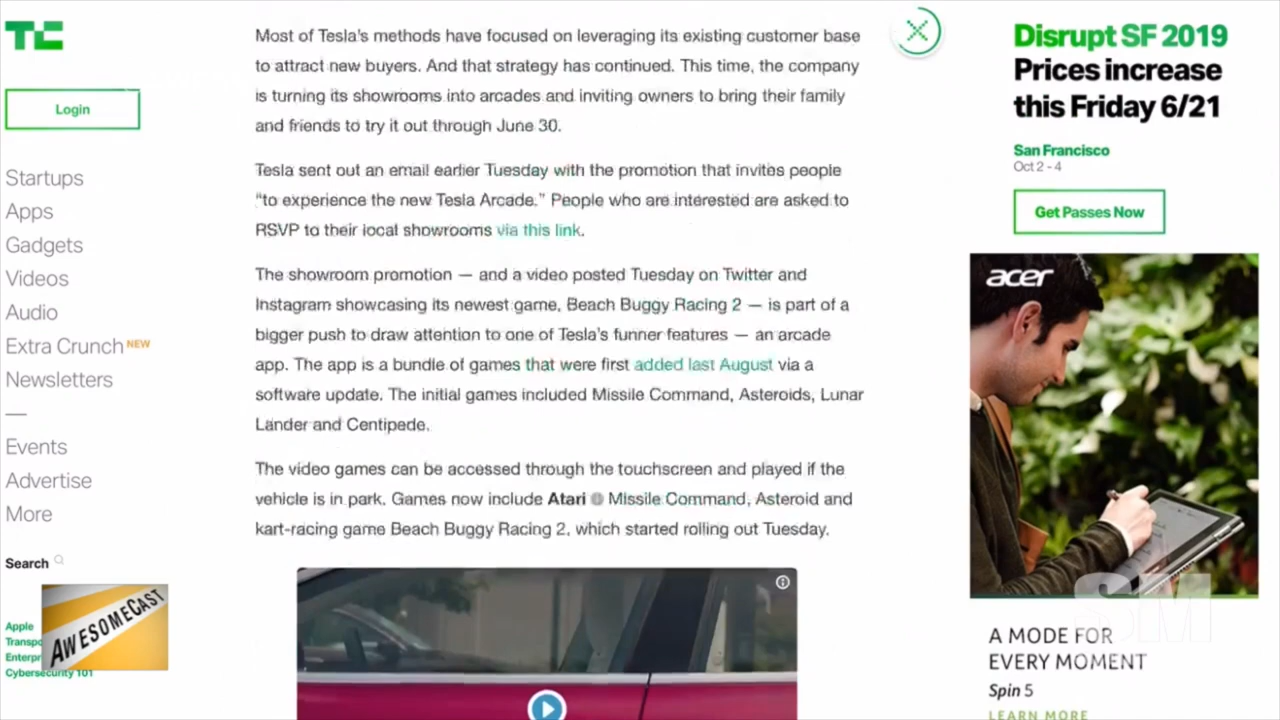 TC
Login
Startups
Apps
Gadgets
Videos
Audio
Extra Crunch NEW
Newsletters
Events
Advertise
More
Search
Apple
Transpo
Enterpr
Cybersecurity 101
AWESOMECAST
Most of Tesla's methods have focused on leveraging its existing customer base
to attract new buyers. And that strategy has continued. This time, the company
is turning its showrooms into arcades and inviting owners to bring their family
and friends to try it out through June 30.
Tesla sent out an email earlier Tuesday with the promotion that invites people
“to experience the new Tesla Arcade.” People who are interested are asked to
RSVP to their local showrooms via this link.
The showroom promotion — and a video posted Tuesday on Twitter and
Instagram showcasing its newest game, Beach Buggy Racing 2 — is part of a
bigger push to draw attention to one of Tesla's funner features — an arcade
app. The app is a bundle of games that were first added last August via a
software update. The initial games included Missile Command, Asteroids, Lunar
Lander and Centipede.
The video games can be accessed through the touchscreen and played if the
vehicle is in park. Games now include Atari Missile Command, Asteroid and
kart-racing game Beach Buggy Racing 2, which started rolling out Tuesday.
Disrupt SF 2019
Prices increase
this Friday 6/21
San Francisco
Oct 2 - 4
Get Passes Now
acer
SM
A MODE FOR
EVERY MOMENT
Spin 5
LEARN MORE